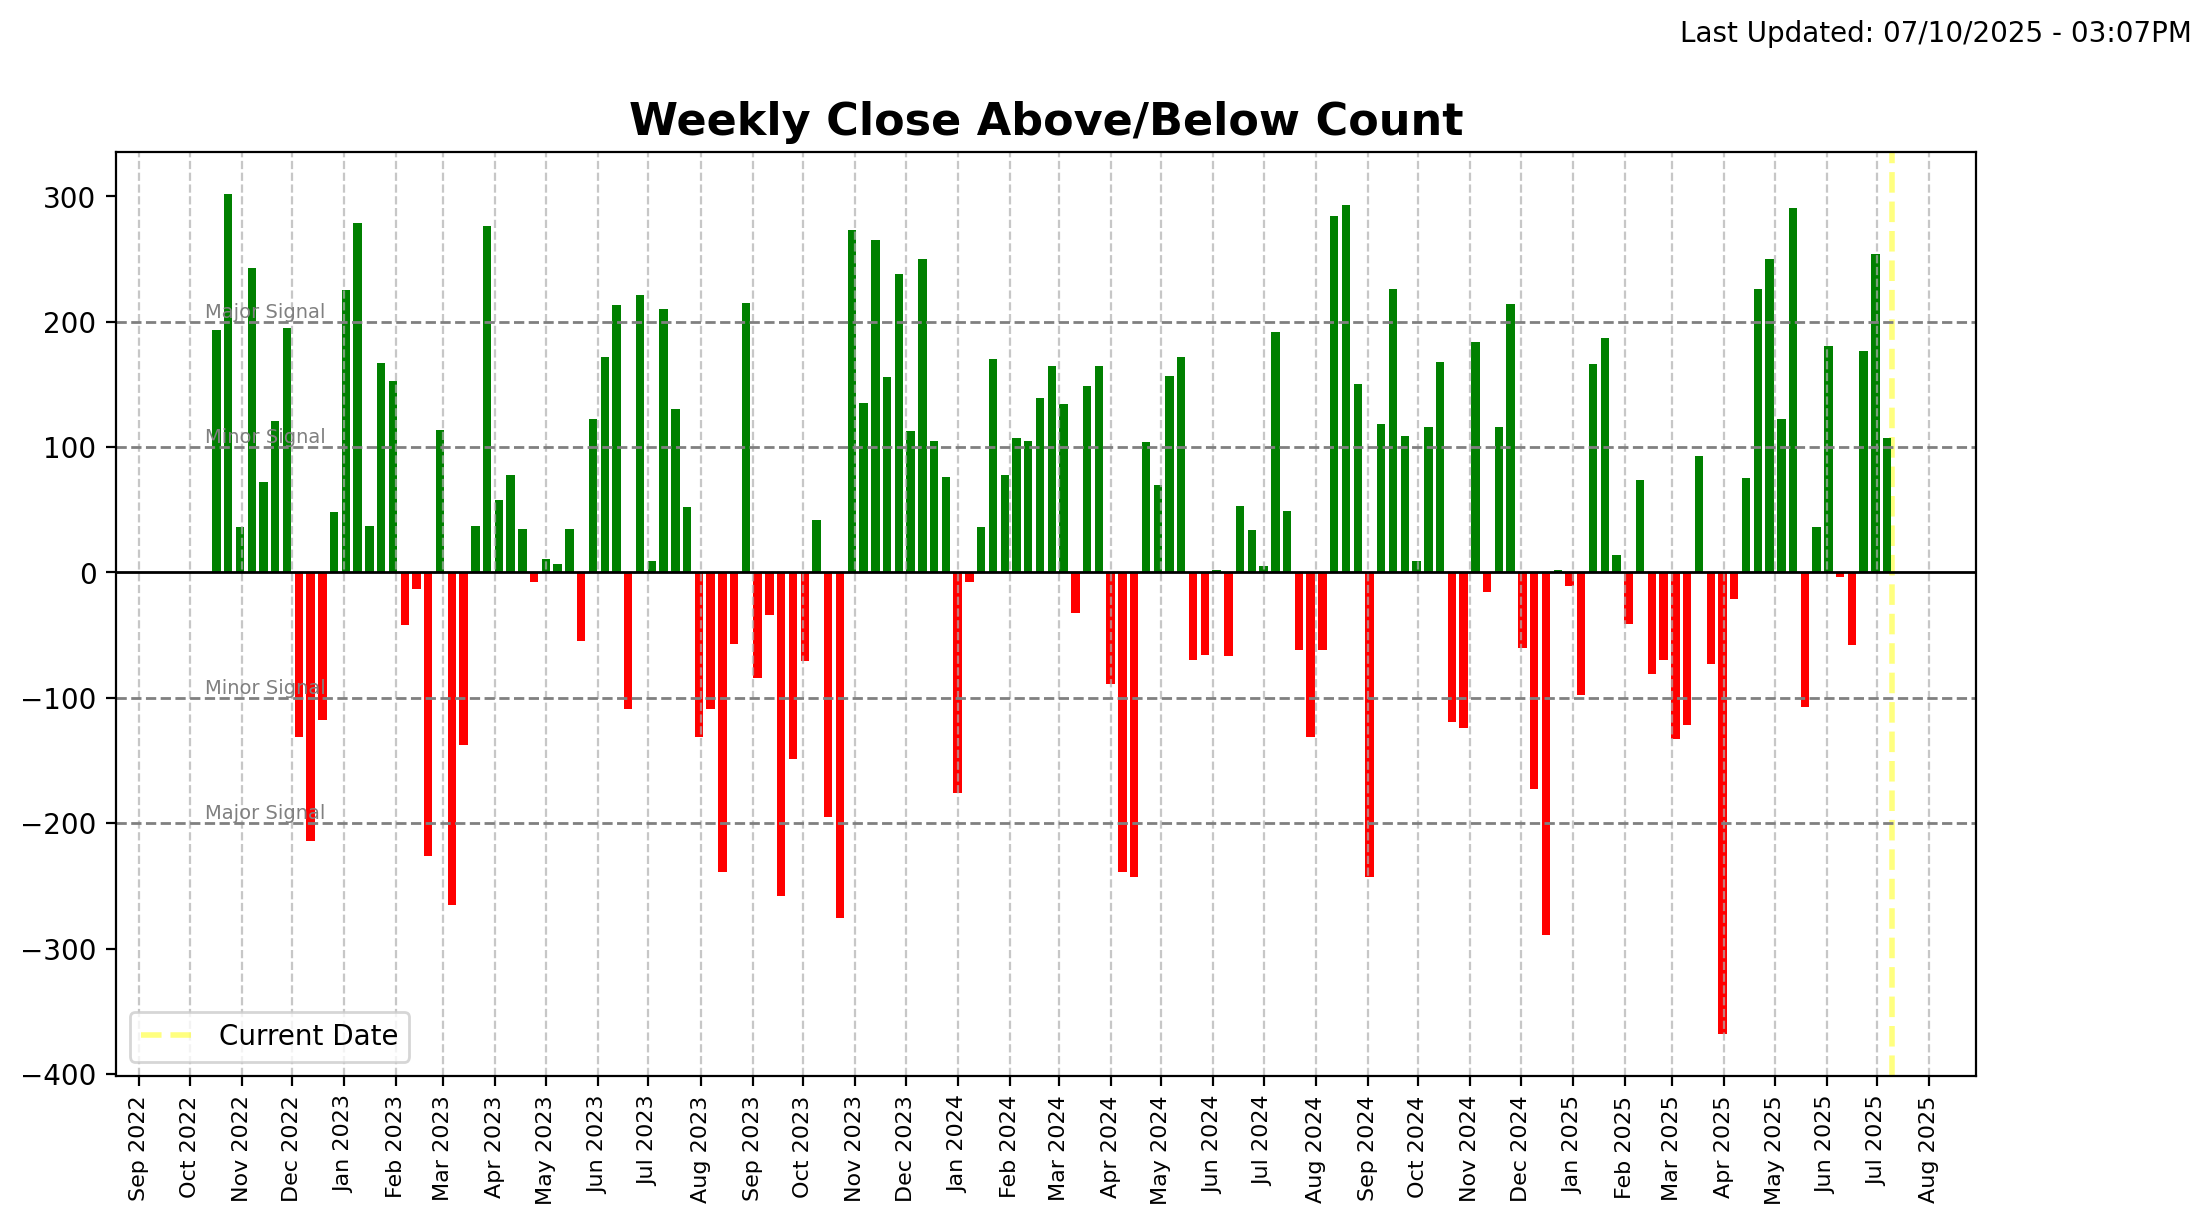 Last Updated: 07/10/2025 - 03:07PM
Weekly Close Above/Below Count
300
Major Signal
200
Minor Signal
100
0
Minor Signal
−100
Major Signal
−200
−300
Current Date
−400
Sep 2022
Oct 2022
Nov 2022
Dec 2022
Jan 2023
Feb 2023
Mar 2023
Apr 2023
May 2023
Jun 2023
Jul 2023
Aug 2023
Sep 2023
Oct 2023
Nov 2023
Dec 2023
Jan 2024
Feb 2024
Mar 2024
Apr 2024
May 2024
Jun 2024
Jul 2024
Aug 2024
Sep 2024
Oct 2024
Nov 2024
Dec 2024
Jan 2025
Feb 2025
Mar 2025
Apr 2025
May 2025
Jun 2025
Jul 2025
Aug 2025